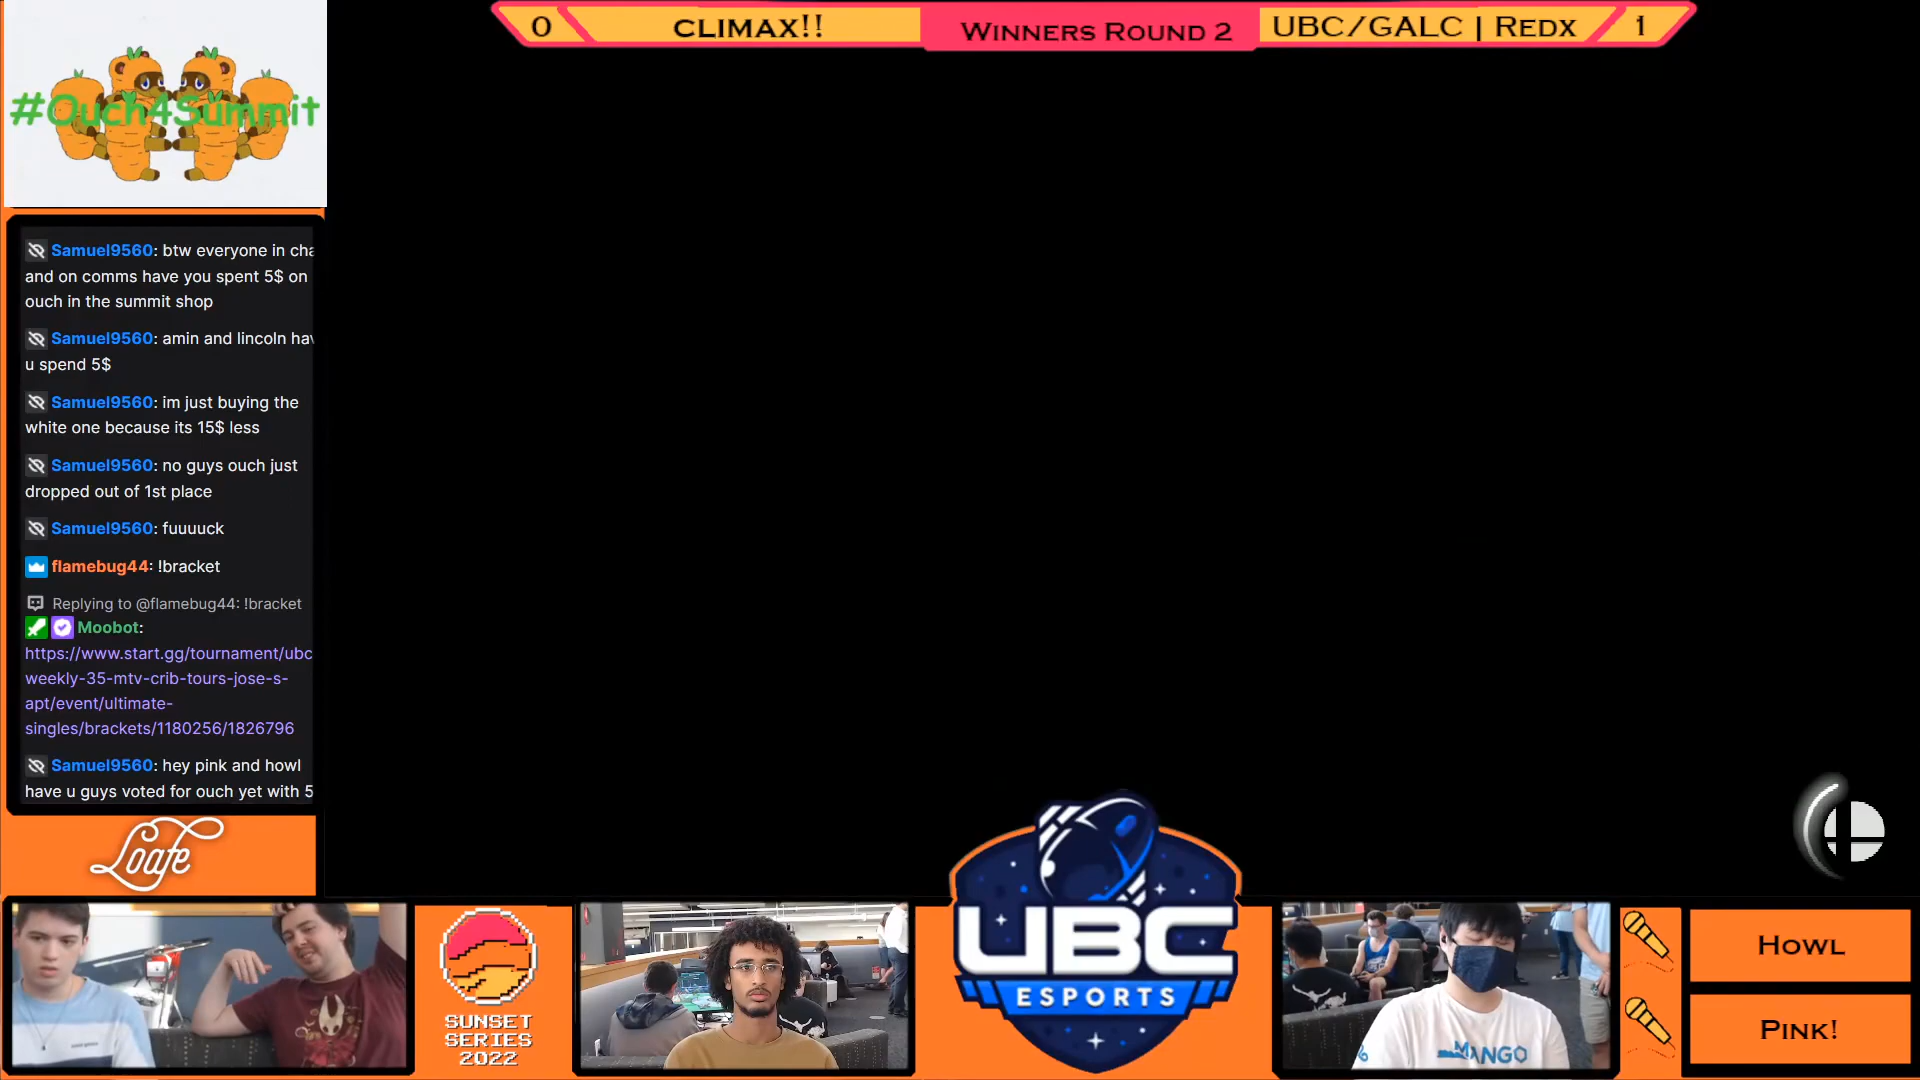 0
CLIMAX!!
WINNERS ROUND 2
UBC/GALC | REDX
1
#Ouch4Summit
Samuel9560: btw everyone in cha
and on comms have you spent 5$ on
ouch in the summit shop
Samuel9560: amin and lincoln hav
u spend 5$
Samuel9560: im just buying the
white one because its 15$ less
Samuel9560: no guys ouch just
dropped out of 1st place
Samuel9560: fuuuuck
flamebug44: !bracket
Replying to @flamebug44: !bracket
Moobot:
https://www.start.gg/tournament/ubc
weekly-35-mtv-crib-tours-jose-s-
apt/event/ultimate-
singles/brackets/1180256/1826796
Samuel9560: hey pink and howl
have u guys voted for ouch yet with 5
Loafe
SUNSET
SERIES
2022
UBC
ESPORTS
MANGO
HOWL
PINK!